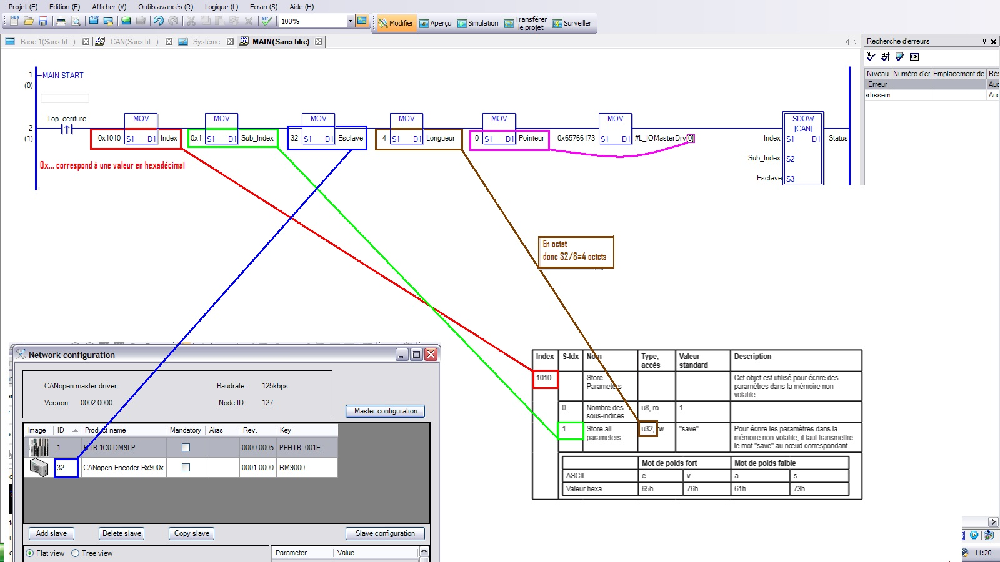 Projet (F) Edition (E) Afficher (V) Outils avancés (R) Logique (L) Ecran (S) Aide (H)
100% Modifier Aperçu Simulation Transférer le projet Surveiller
Base 1(Sans tit...) CAN(Sans tit...) Système MAIN(Sans titre)
Recherche d'erreurs
Niveau Numéro d'er Emplacement de Rés
Erreur Auc
ertissem Auc
1 MAIN START
(0)
Top_ecriture MOV MOV MOV MOV MOV MOV SDOW
2 [CAN]
(1) 0x1010 S1 D1 Index 0x1 S1 D1 Sub_Index 32 S1 D1 Esclave 4 S1 D1 Longueur 0 S1 D1 Pointeur 0x65766173 S1 D1 #L_IOMasterDrv[0] Index S1 D1 Status
Sub_Index S2
Esclave S3
0x... correspond à une valeur en hexadécimal
En octet
donc 32/8=4 octets
Network configuration
CANopen master driver Baudrate: 125kbps
Version: 0002.0000 Node ID: 127
Master configuration
Image ID Product name Mandatory Alias Rev. Key
1 HTB 1C0 DM9LP 0000.0005 PFHTB_001E
32 CANopen Encoder Rx900x 0001.0000 RM9000
Add slave Delete slave Copy slave Slave configuration
Flat view Tree view Parameter Value
Index S-Idx Nom Type, accès Valeur standard Description
1010 Store Parameters Cet objet est utilisé pour écrire des
paramètres dans la mémoire non-
volatile.
0 Nombre des sous-indices u8, ro 1
1 Store all parameters u32, rw "save" Pour écrire les paramètres dans la
mémoire non-volatile, il faut transmettre
le mot "save" au nœud correspondant.
Mot de poids fort Mot de poids faible
ASCII e v a s
Valeur hexa 65h 76h 61h 73h
11:20